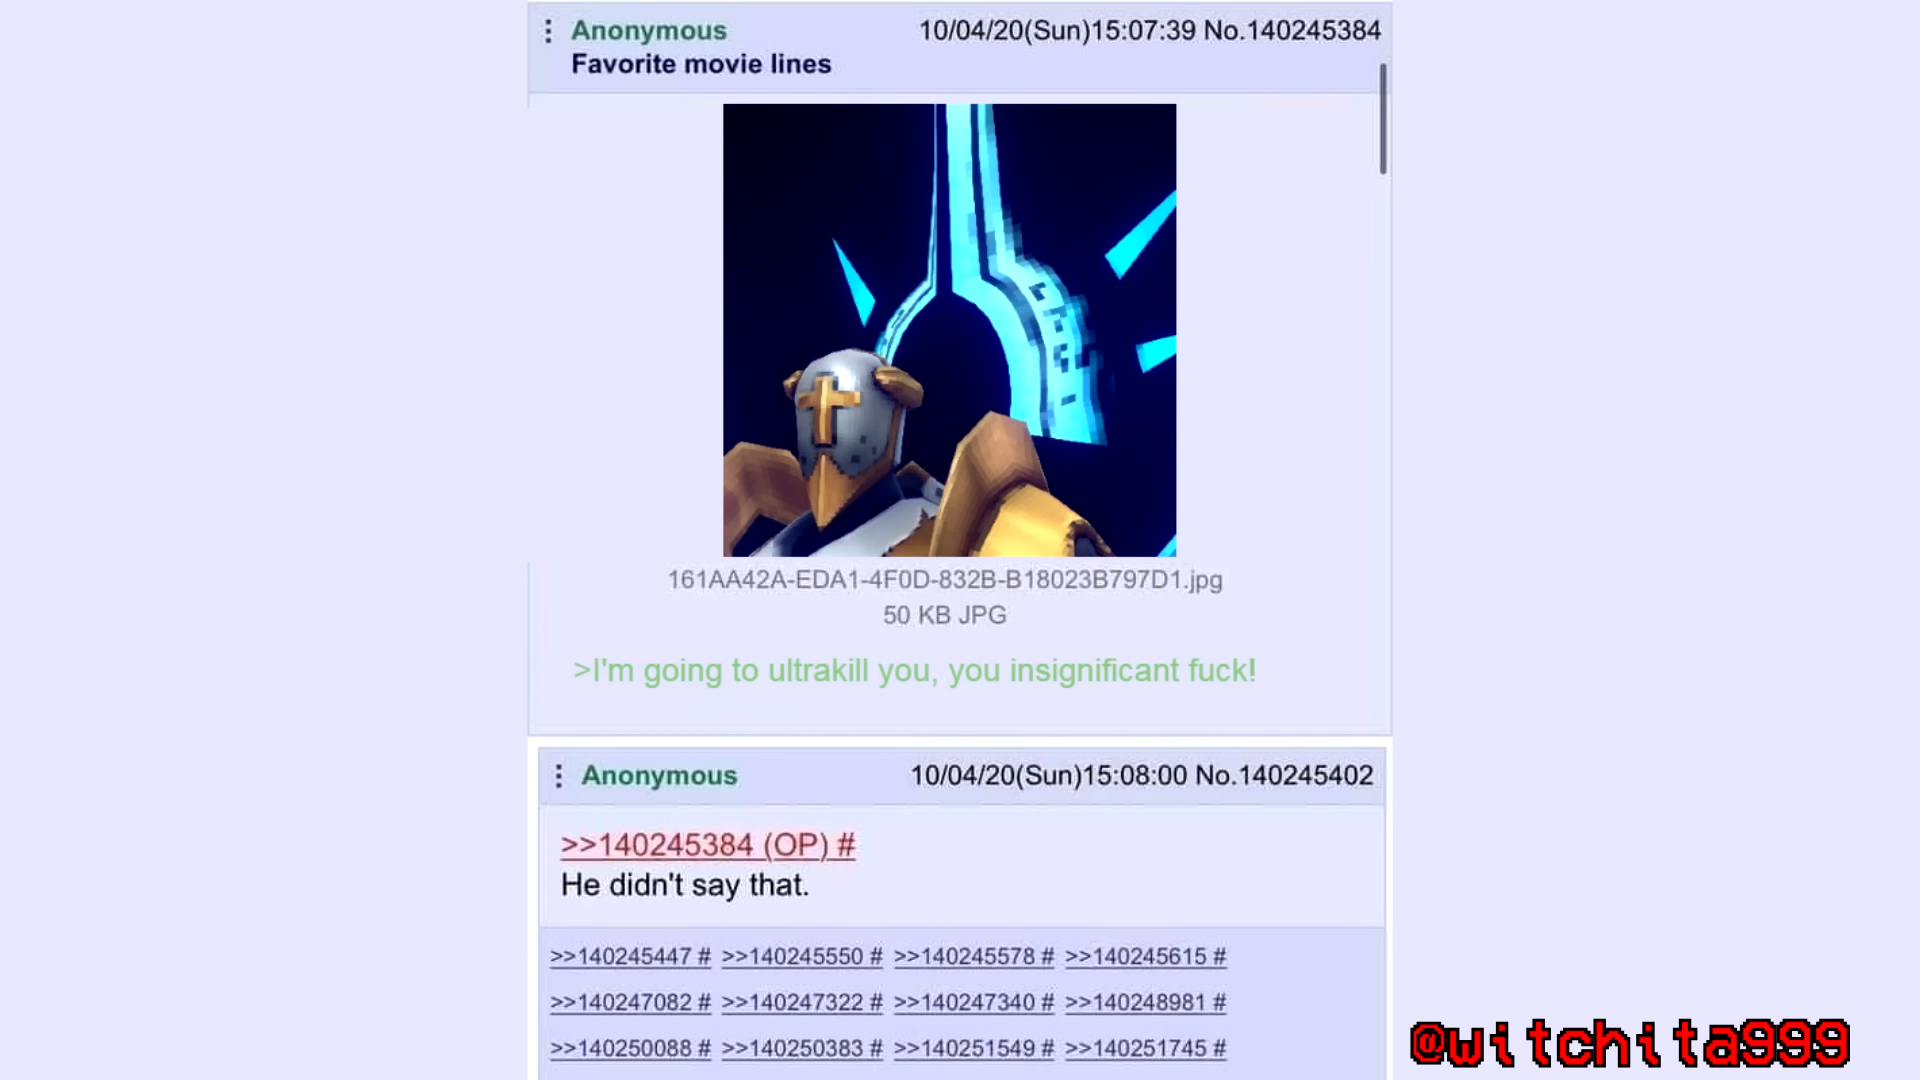 Anonymous 10/04/20(Sun)15:07:39 No.140245384
Favorite movie lines
161AA42A-EDA1-4F0D-832B-B18023B797D1.jpg
50 KB JPG
>I'm going to ultrakill you, you insignificant fuck!
Anonymous 10/04/20(Sun)15:08:00 No.140245402
>>140245384 (OP) #
He didn't say that.
>>140245447 # >>140245550 # >>140245578 # >>140245615 #
>>140247082 # >>140247322 # >>140247340 # >>140248981 #
>>140250088 # >>140250383 # >>140251549 # >>140251745 #
@witchita999